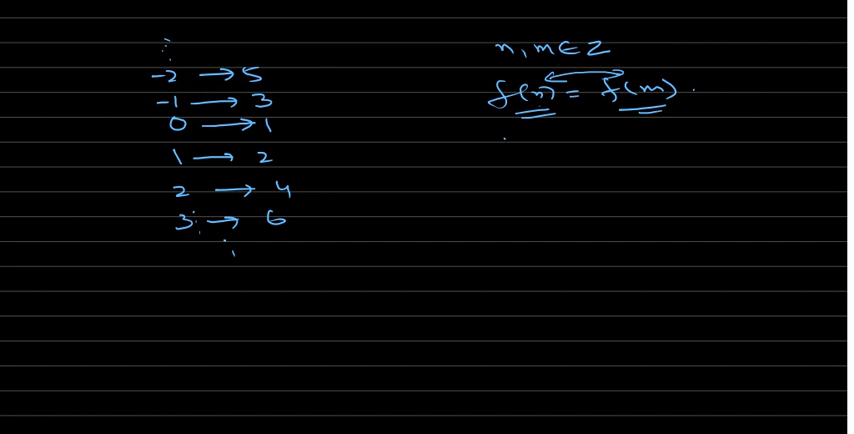 -2 → 5
-1 → 3
0 → 1
1 → 2
2 → 4
3 → 6
n, m ∈ Z
f(n) = f(m)